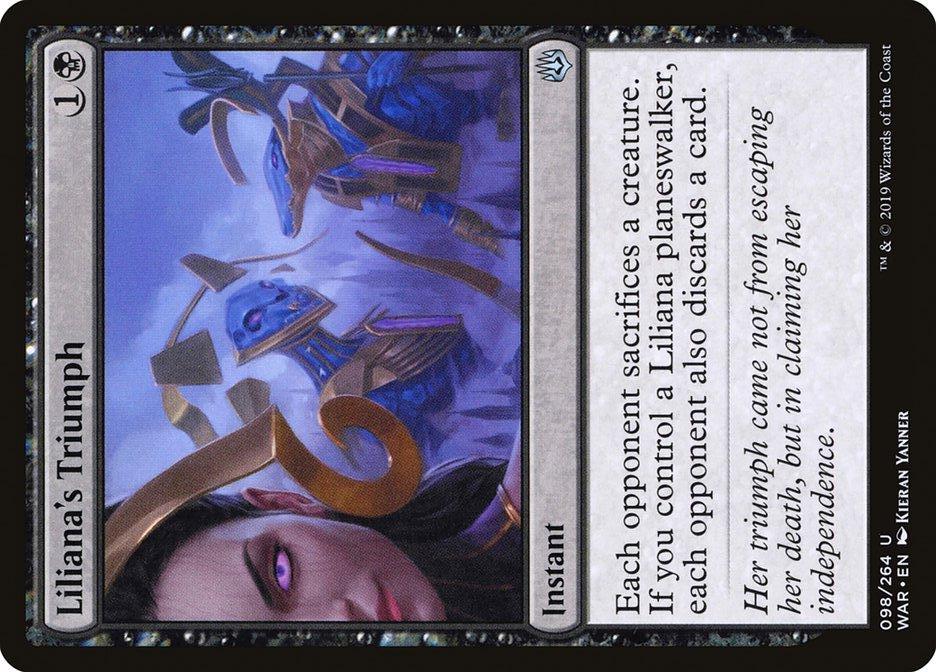 Liliana's Triumph 1
Instant
Each opponent sacrifices a creature.
If you control a Liliana planeswalker,
each opponent also discards a card.
Her triumph came not from escaping
her death, but in claiming her
independence.
098/264 U
WAR • EN KIERAN YANNER
™ & © 2019 Wizards of the Coast